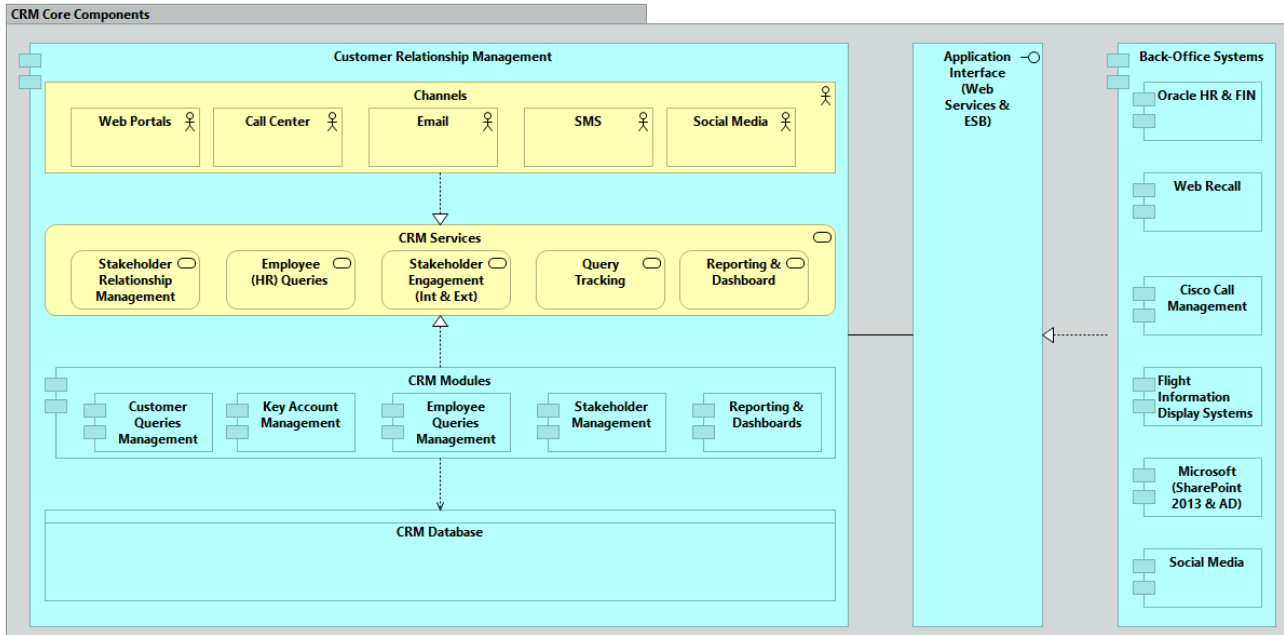 CRM Core Components
Customer Relationship Management
Channels
Web Portals
Call Center
Email
SMS
Social Media
CRM Services
Stakeholder
Relationship
Management
Employee
(HR) Queries
Stakeholder
Engagement
(Int & Ext)
Query
Tracking
Reporting &
Dashboard
CRM Modules
Customer
Queries
Management
Key Account
Management
Employee
Queries
Management
Stakeholder
Management
Reporting &
Dashboards
CRM Database
Application
Interface
(Web
Services &
ESB)
Back-Office Systems
Oracle HR & FIN
Web Recall
Cisco Call
Management
Flight
Information
Display Systems
Microsoft
(SharePoint
2013 & AD)
Social Media